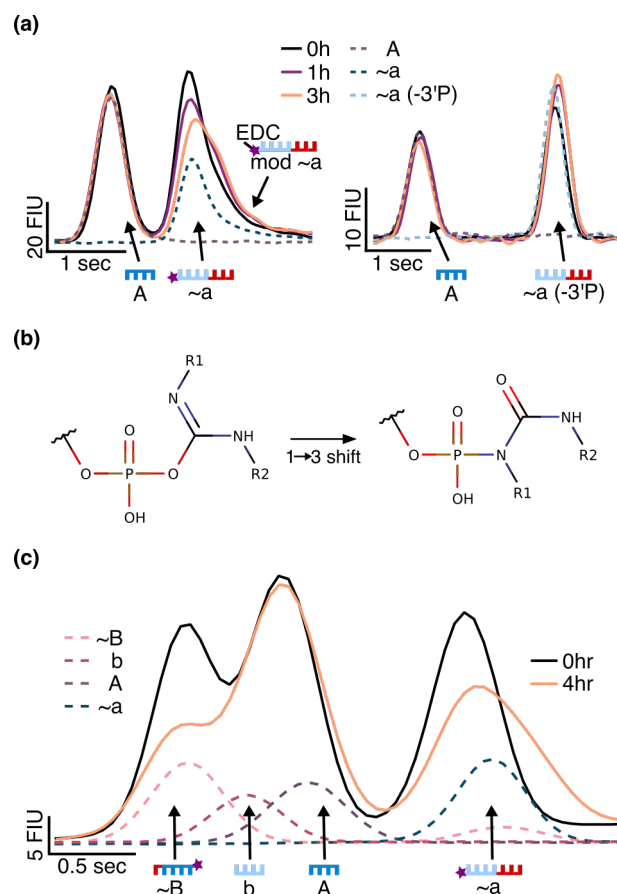 (a)
0h
1h
3h
A
~a
~a (-3'P)
EDC
mod ~a
20 FIU
1 sec
A
~a
10 FIU
1 sec
A
~a (-3'P)
(b)
R1
N
O
NH
O
P
O
R2
OH
1→3 shift
O
O
NH
O
P
N
R2
OH
R1
(c)
~B
b
A
~a
0hr
4hr
5 FIU
0.5 sec
~B
b
A
~a